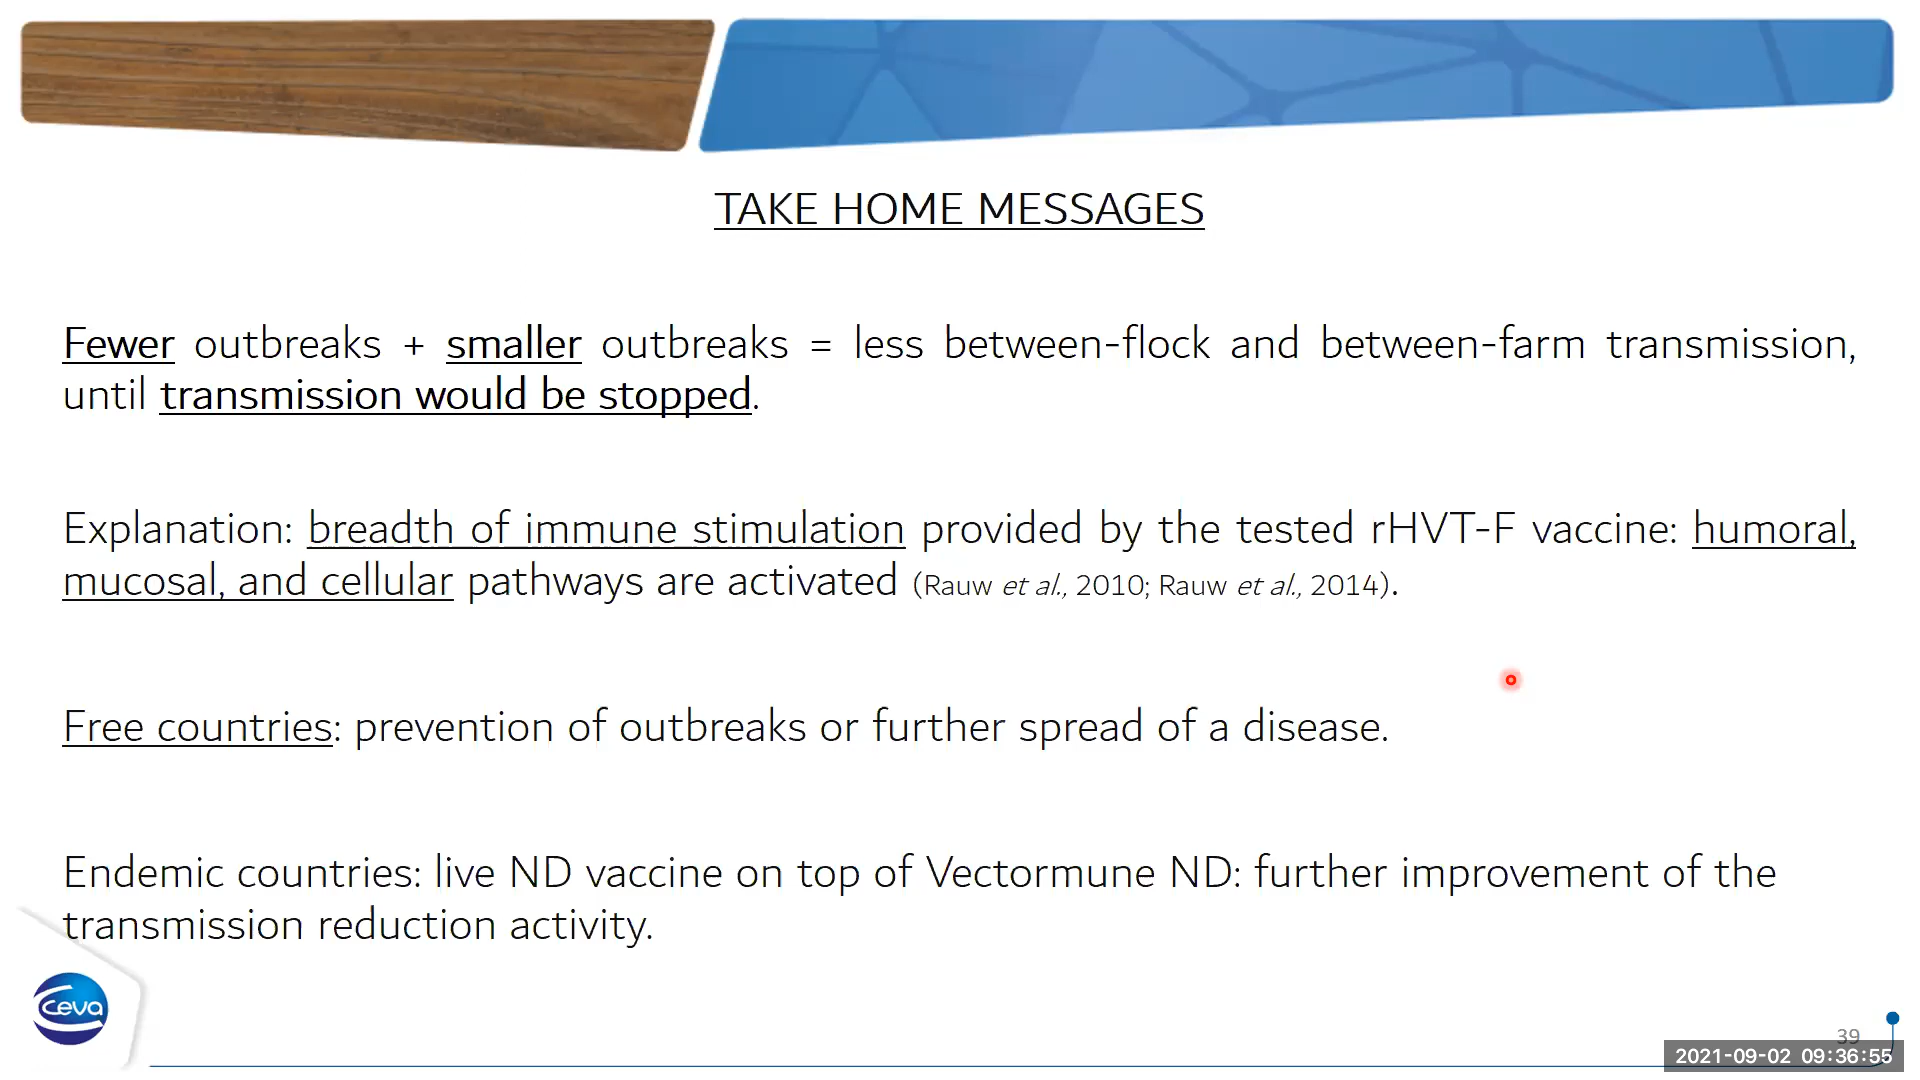 TAKE HOME MESSAGES
Fewer outbreaks + smaller outbreaks = less between-flock and between-farm transmission,
until transmission would be stopped.
Explanation: breadth of immune stimulation provided by the tested rHVT-F vaccine: humoral,
mucosal, and cellular pathways are activated (Rauw et al., 2010; Rauw et al., 2014).
Free countries: prevention of outbreaks or further spread of a disease.
Endemic countries: live ND vaccine on top of Vectormune ND: further improvement of the
transmission reduction activity.
ceva
39
2021-09-02 09:36:55